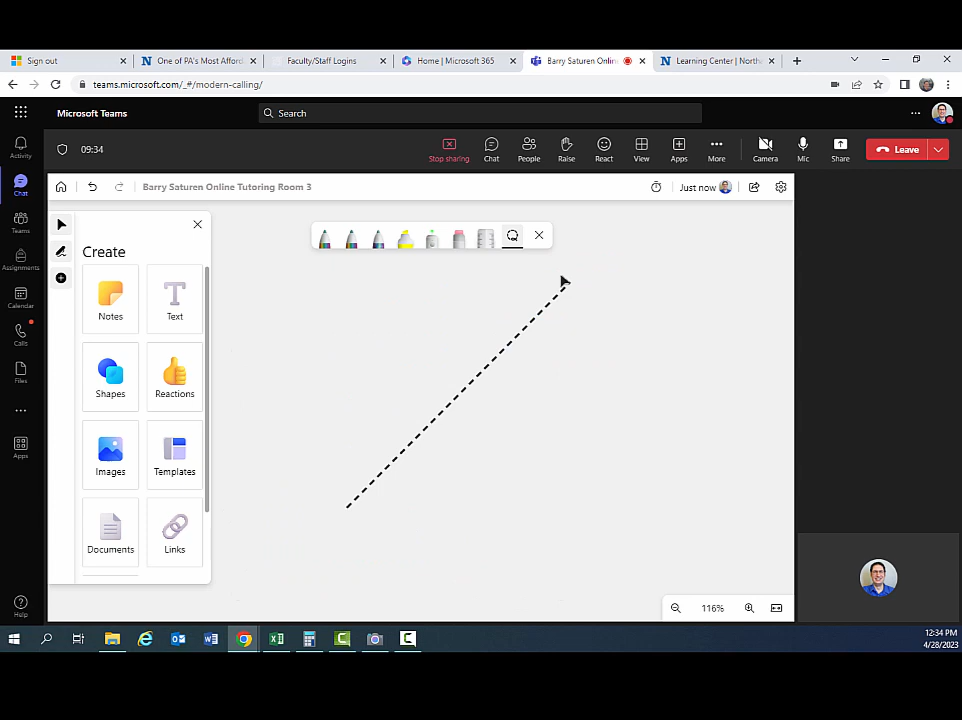 Sign out
One of PA's Most Afford
Faculty/Staff Logins
Home | Microsoft 365
Barry Saturen Onlin
Learning Center | North
teams.microsoft.com/_#/modern-calling/
Microsoft Teams
Search
09:34
Stop sharing
Chat
People
Raise
React
View
Apps
More
Camera
Mic
Share
Leave
Activity
Chat
Teams
Assignments
Calendar
Calls
Files
Apps
Help
Barry Saturen Online Tutoring Room 3
Just now
Create
Notes
Text
Shapes
Reactions
Images
Templates
Documents
Links
116%
12:34 PM
4/28/2023